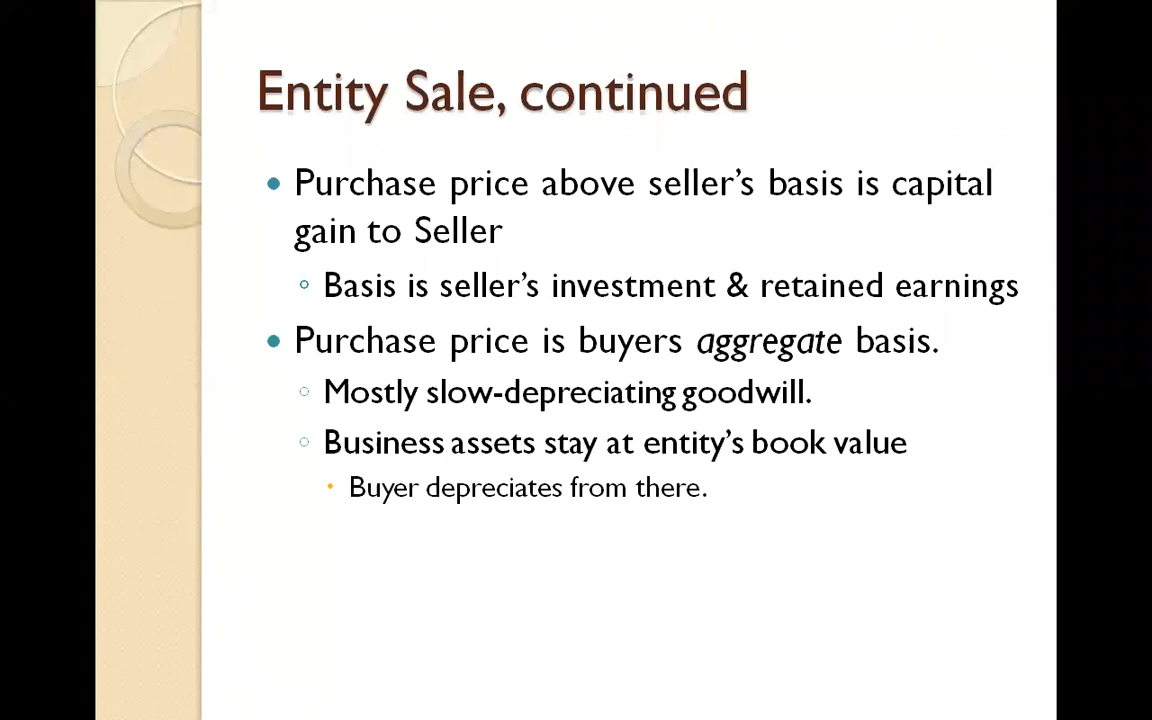 Entity Sale, continued
• Purchase price above seller's basis is capital
gain to Seller
◦ Basis is seller's investment & retained earnings
• Purchase price is buyers aggregate basis.
◦ Mostly slow-depreciating goodwill.
◦ Business assets stay at entity's book value
• Buyer depreciates from there.